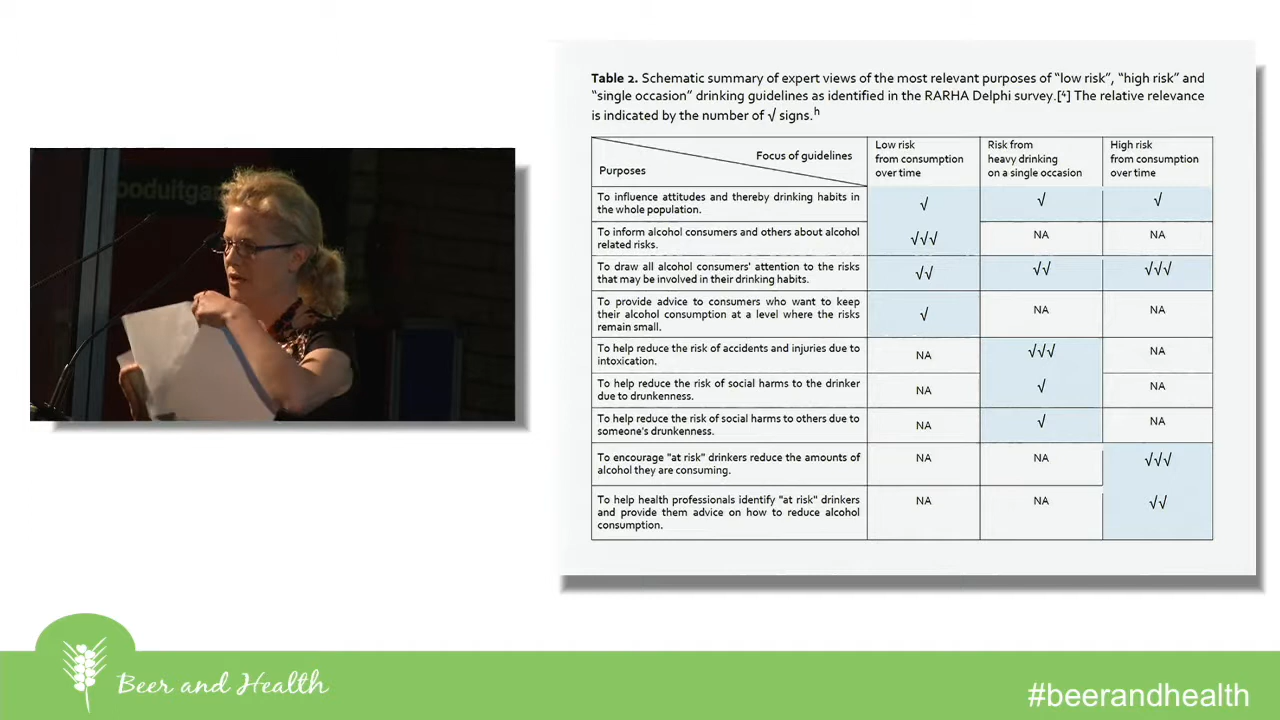 Table 2. Schematic summary of expert views of the most relevant purposes of “low risk”, “high risk” and
“single occasion” drinking guidelines as identified in the RARHA Delphi survey.[4] The relative relevance
is indicated by the number of √ signs.h
Focus of guidelines
Purposes
Low risk
from consumption
over time
Risk from
heavy drinking
on a single occasion
High risk
from consumption
over time
To influence attitudes and thereby drinking habits in
the whole population.
√
√
√
To inform alcohol consumers and others about alcohol
related risks.
√√√
NA
NA
To draw all alcohol consumers' attention to the risks
that may be involved in their drinking habits.
√√
√√
√√√
To provide advice to consumers who want to keep
their alcohol consumption at a level where the risks
remain small.
√
NA
NA
To help reduce the risk of accidents and injuries due to
intoxication.
NA
√√√
NA
To help reduce the risk of social harms to the drinker
due to drunkenness.
NA
√
NA
To help reduce the risk of social harms to others due to
someone's drunkenness.
NA
√
NA
To encourage "at risk" drinkers reduce the amounts of
alcohol they are consuming.
NA
NA
√√√
To help health professionals identify "at risk" drinkers
and provide them advice on how to reduce alcohol
consumption.
NA
NA
√√
Beer and Health
#beerandhealth